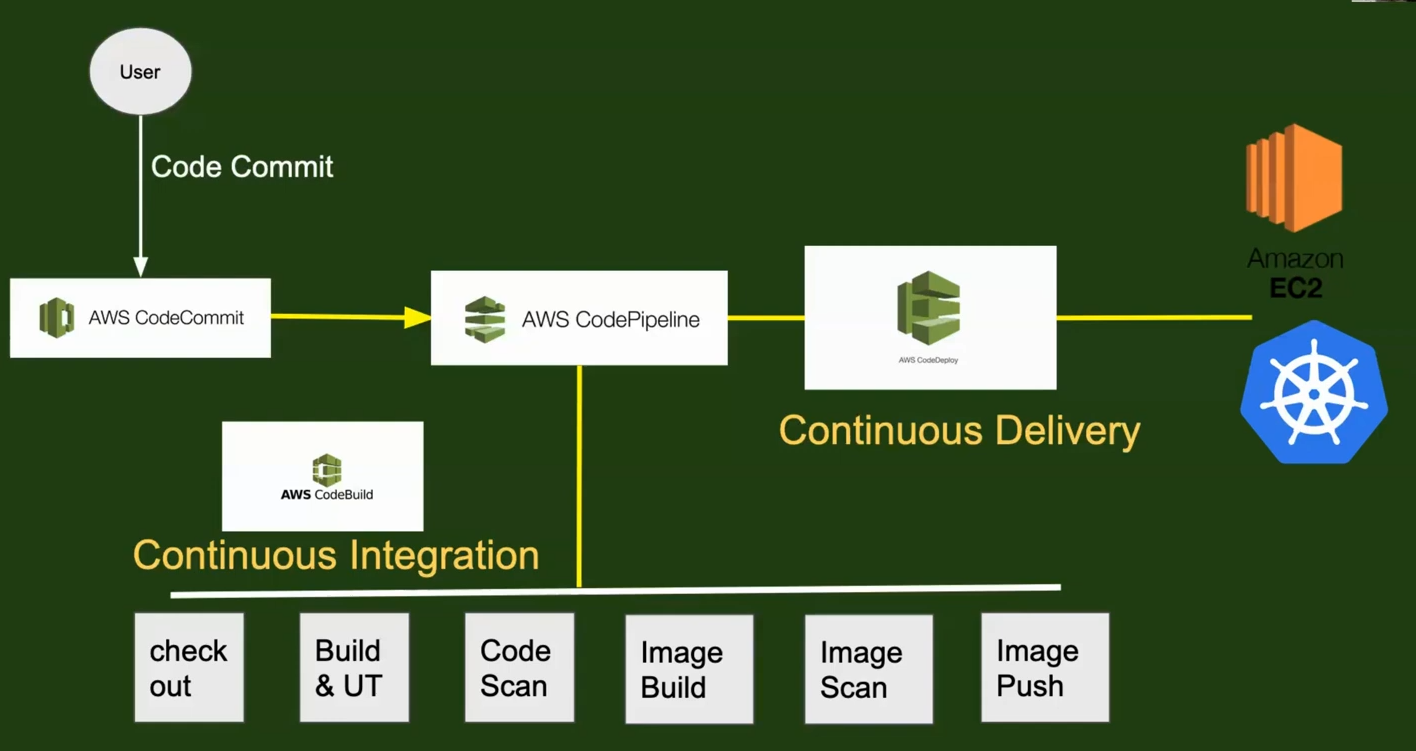 User
Code Commit
AWS CodeCommit
AWS CodePipeline
AWS CodeDeploy
Amazon
EC2
Continuous Delivery
AWS CodeBuild
Continuous Integration
check
out
Build
& UT
Code
Scan
Image
Build
Image
Scan
Image
Push